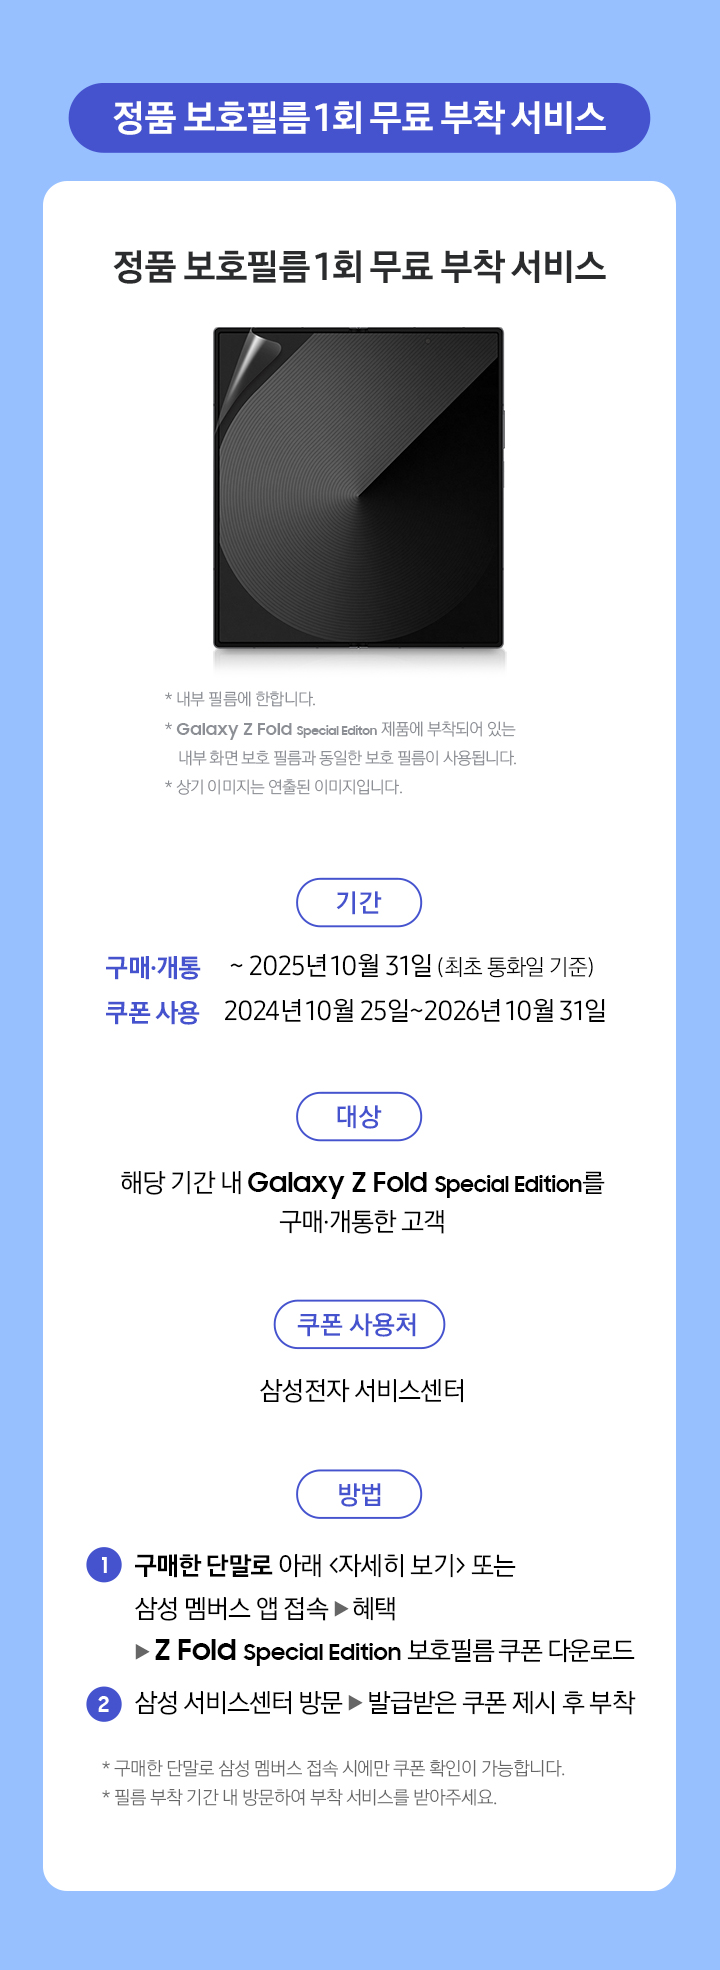 정품 보호필름 1회 무료 부착 서비스
정품 보호필름 1회 무료 부착 서비스
* 내부 필름에 한합니다.
* Galaxy Z Fold Special Editon 제품에 부착되어 있는
내부 화면 보호 필름과 동일한 보호 필름이 사용됩니다.
* 상기 이미지는 연출된 이미지입니다.
기간
구매·개통 ~ 2025년 10월 31일 (최초 통화일 기준)
쿠폰 사용 2024년 10월 25일~2026년 10월 31일
대상
해당 기간 내 Galaxy Z Fold Special Edition를
구매·개통한 고객
쿠폰 사용처
삼성전자 서비스센터
방법
1 구매한 단말로 아래 <자세히 보기> 또는
삼성 멤버스 앱 접속 ▶ 혜택
▶ Z Fold Special Edition 보호필름 쿠폰 다운로드
2 삼성 서비스센터 방문 ▶ 발급받은 쿠폰 제시 후 부착
* 구매한 단말로 삼성 멤버스 접속 시에만 쿠폰 확인이 가능합니다.
* 필름 부착 기간 내 방문하여 부착 서비스를 받아주세요.